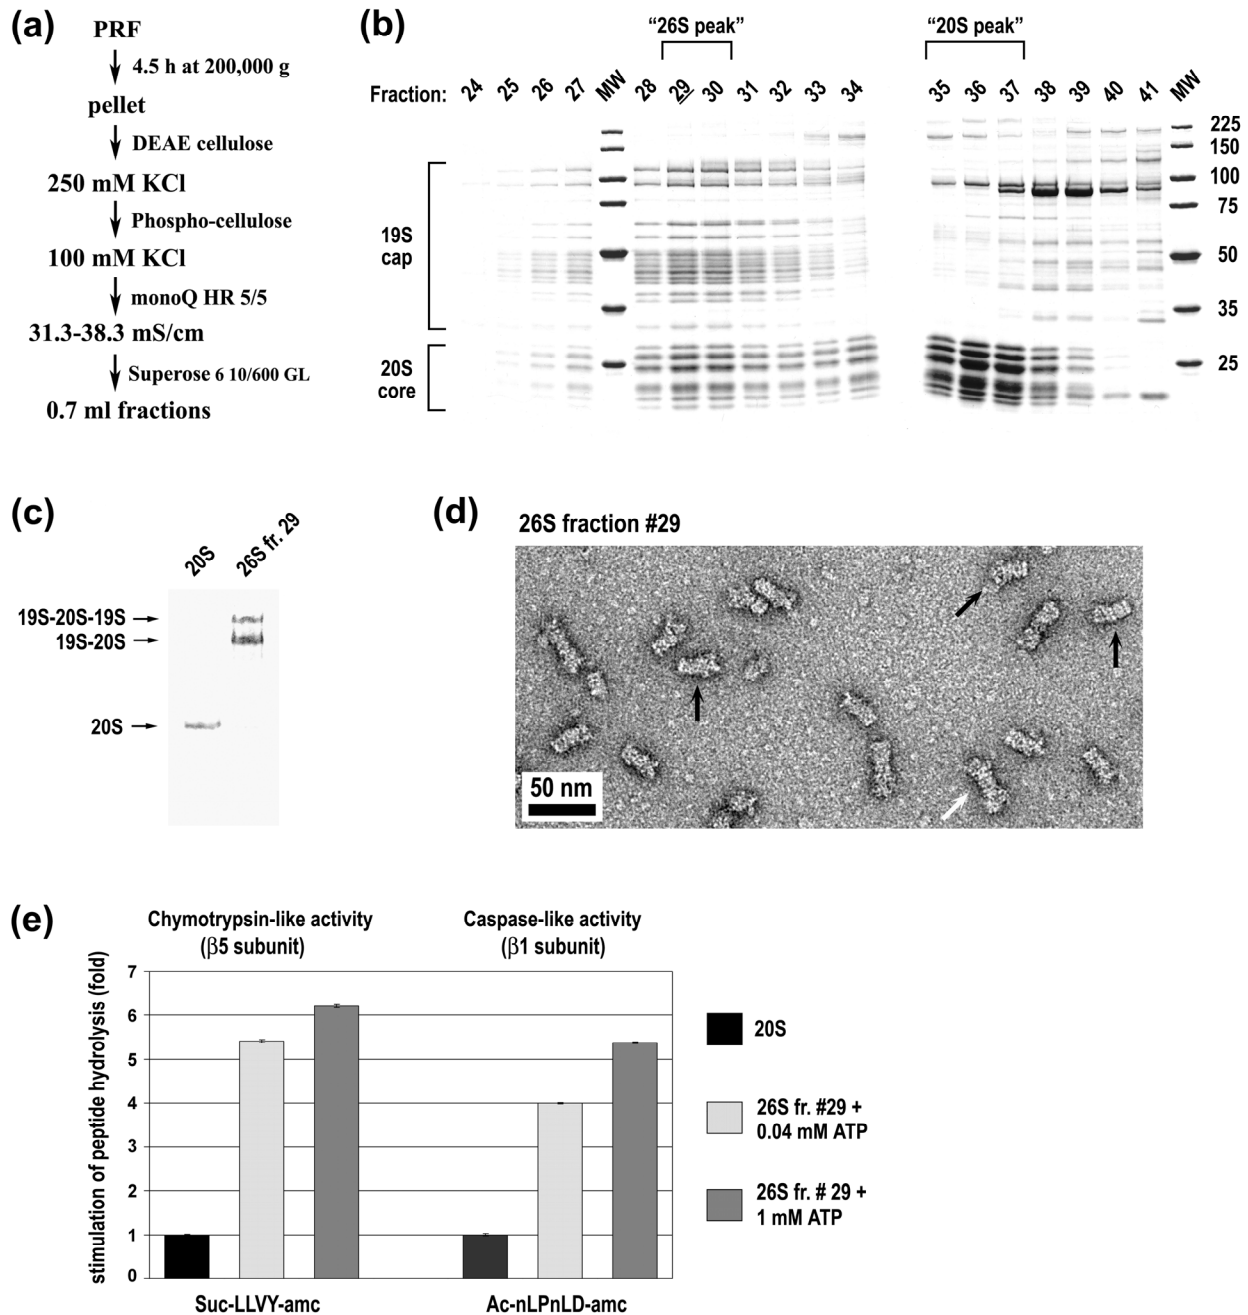 (a)
PRF
4.5 h at 200,000 g
pellet
DEAE cellulose
250 mM KCl
Phospho-cellulose
100 mM KCl
monoQ HR 5/5
31.3-38.3 mS/cm
Superose 6 10/600 GL
0.7 ml fractions
(b)
“26S peak”
“20S peak”
Fraction: 24 25 26 27 MW 28 29 30 31 32 33 34 35 36 37 38 39 40 41 MW
225
150
100
75
50
35
25
19S
cap
20S
core
(c)
20S
26S fr. 29
19S-20S-19S
19S-20S
20S
(d)
26S fraction #29
50 nm
(e)
Chymotrypsin-like activity
(β5 subunit)
Caspase-like activity
(β1 subunit)
stimulation of peptide hydrolysis (fold)
7
6
5
4
3
2
1
0
Suc-LLVY-amc
Ac-nLPnLD-amc
20S
26S fr. #29 +
0.04 mM ATP
26S fr. # 29 +
1 mM ATP